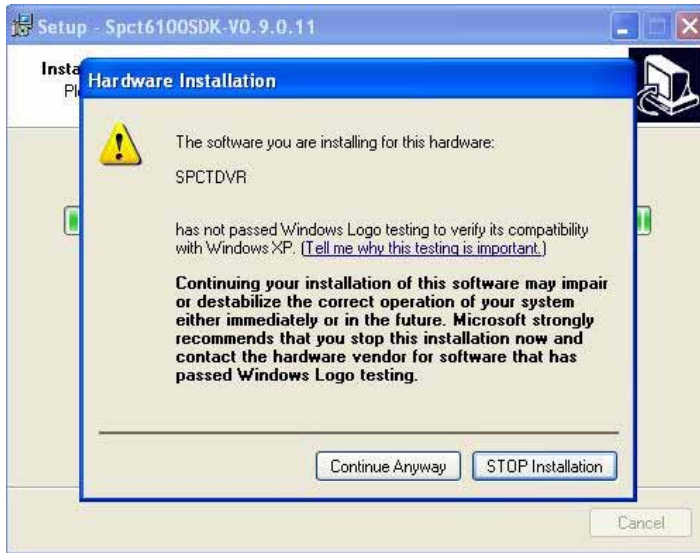 Setup - Spct6100SDK-V0.9.0.11
Insta
Ple
Hardware Installation
The software you are installing for this hardware:
SPCTDVR
has not passed Windows Logo testing to verify its compatibility
with Windows XP. (Tell me why this testing is important.)
Continuing your installation of this software may impair
or destabilize the correct operation of your system
either immediately or in the future. Microsoft strongly
recommends that you stop this installation now and
contact the hardware vendor for software that has
passed Windows Logo testing.
Continue Anyway
STOP Installation
Cancel